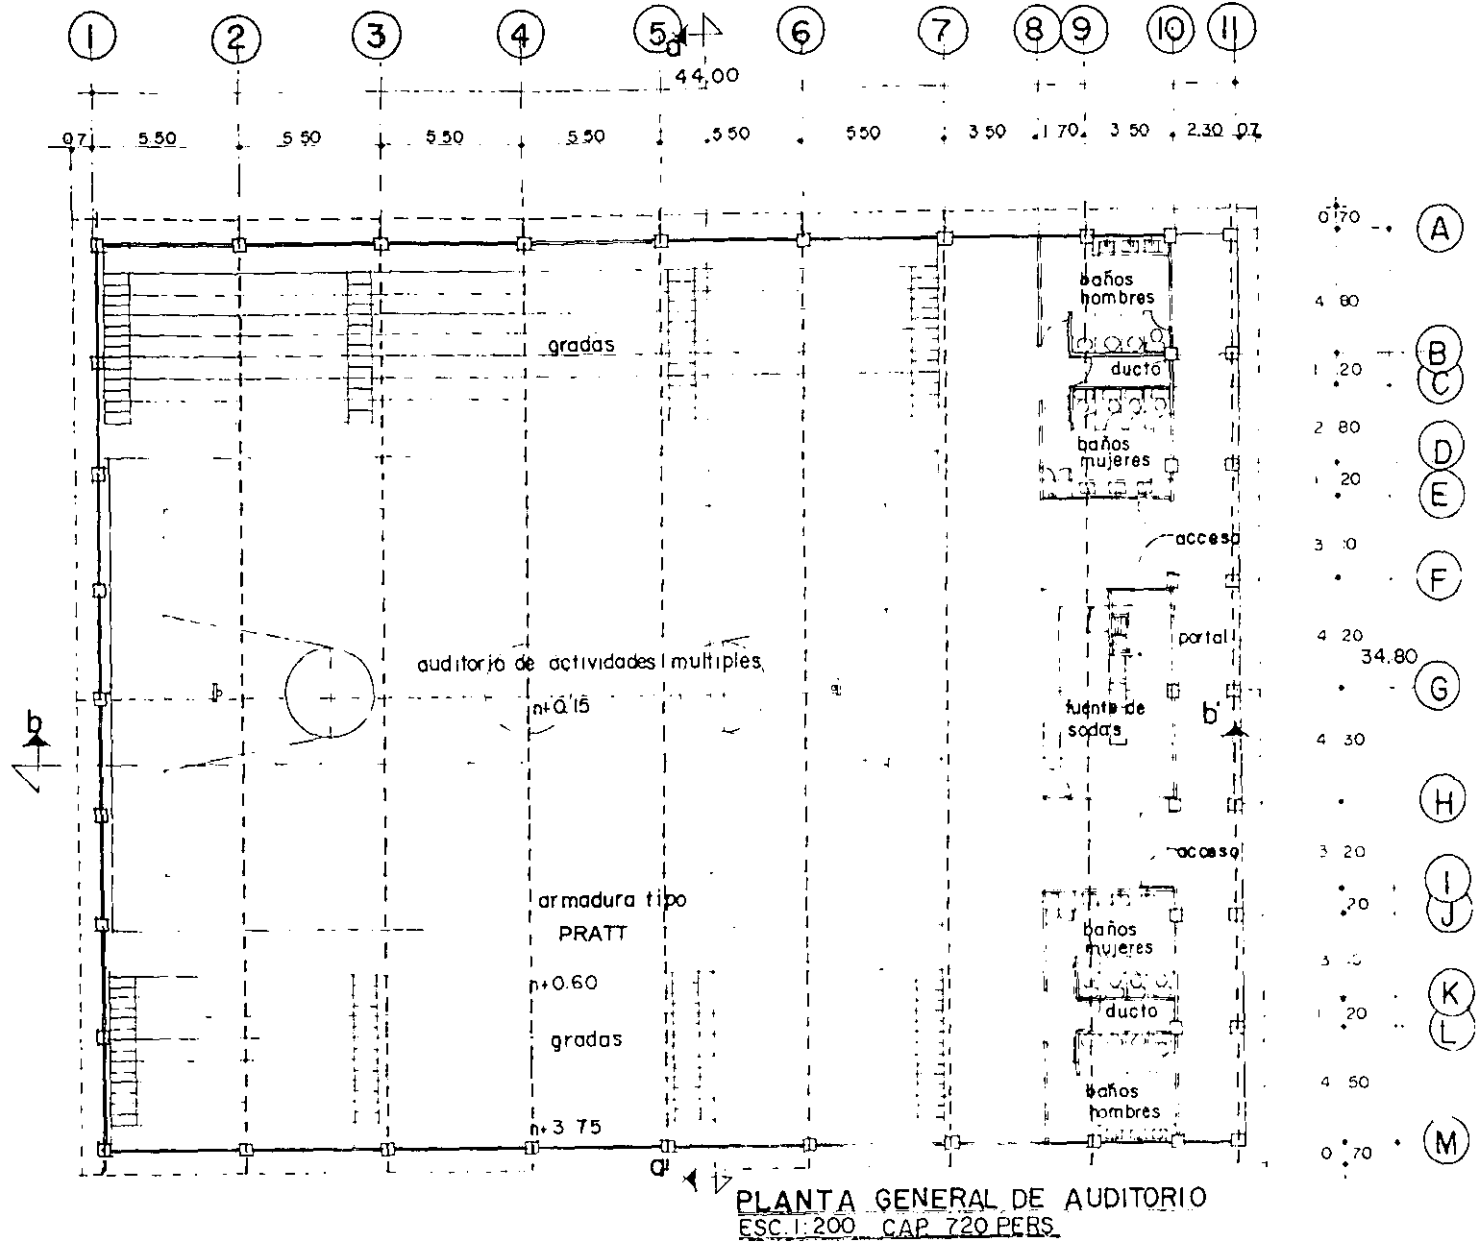 1 2 3 4 5 6 7 8 9 10 11
a
44.00
0.7 5.50 5.50 5.50 5.50 5.50 5.50 3.50 1.70 3.50 2.30 0.7
0.70 A
baños
hombres
4 80
gradas
B
ducto
1 20 C
2 80
baños
mujeres
D
1 20 E
acceso
3 0
F
portal
4 20
34.80
auditorio de actividades multiples
G
n+0.15
fuente de
sodas
b
b'
4 30
H
acceso
3 20
I
armadura tipo
PRATT
20 J
baños
mujeres
3
n+0.60
K
ducto
1 20 L
gradas
4 50
baños
hombres
n+3.75
M
0 70
a'
PLANTA GENERAL DE AUDITORIO
ESC. 1:200 CAP. 720 PERS.